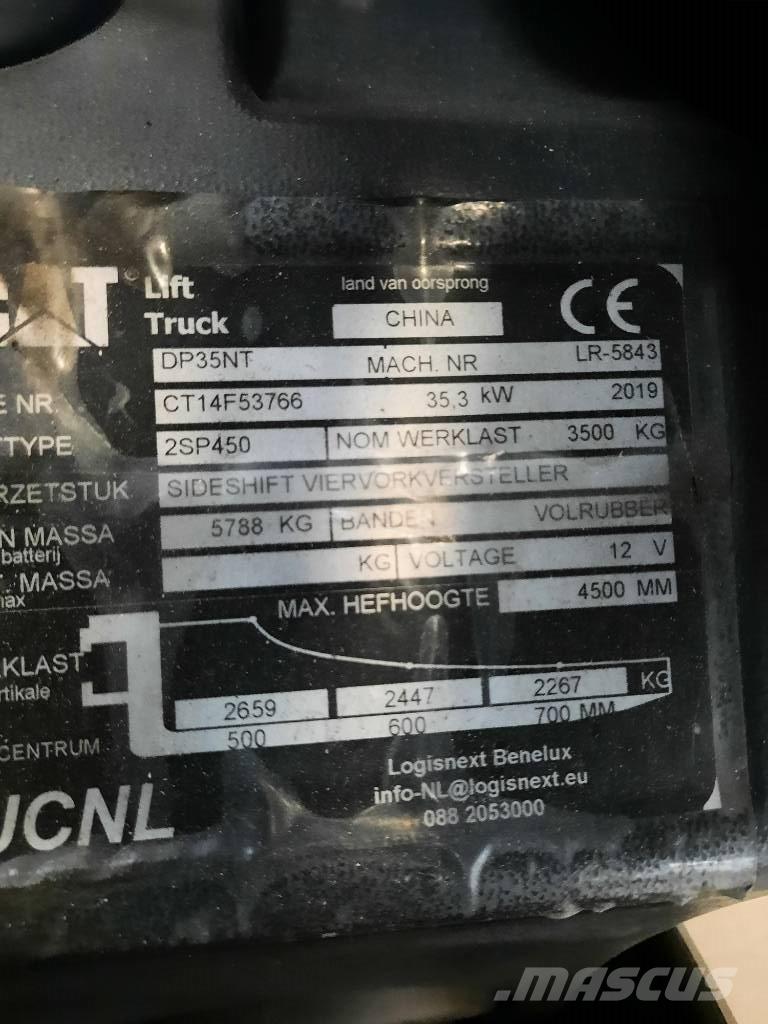 CAT Lift Truck
land van oorsprong
CHINA
CE
DP35NT MACH. NR LR-5843
E NR. CT14F53766 35,3 kW 2019
TTYPE 2SP450 NOM WERKLAST 3500 KG
RZETSTUK SIDESHIFT VIERVORKVERSTELLER
N MASSA 5788 KG BANDEN VOLRUBBER
batterij
. MASSA KG VOLTAGE 12 V
max
MAX. HEFHOOGTE 4500 MM
KLAST
rtikale
2659 2447 2267 KG
CENTRUM 500 600 700 MM
Logisnext Benelux
info-NL@logisnext.eu
088 2053000
UCNL
MASCUS